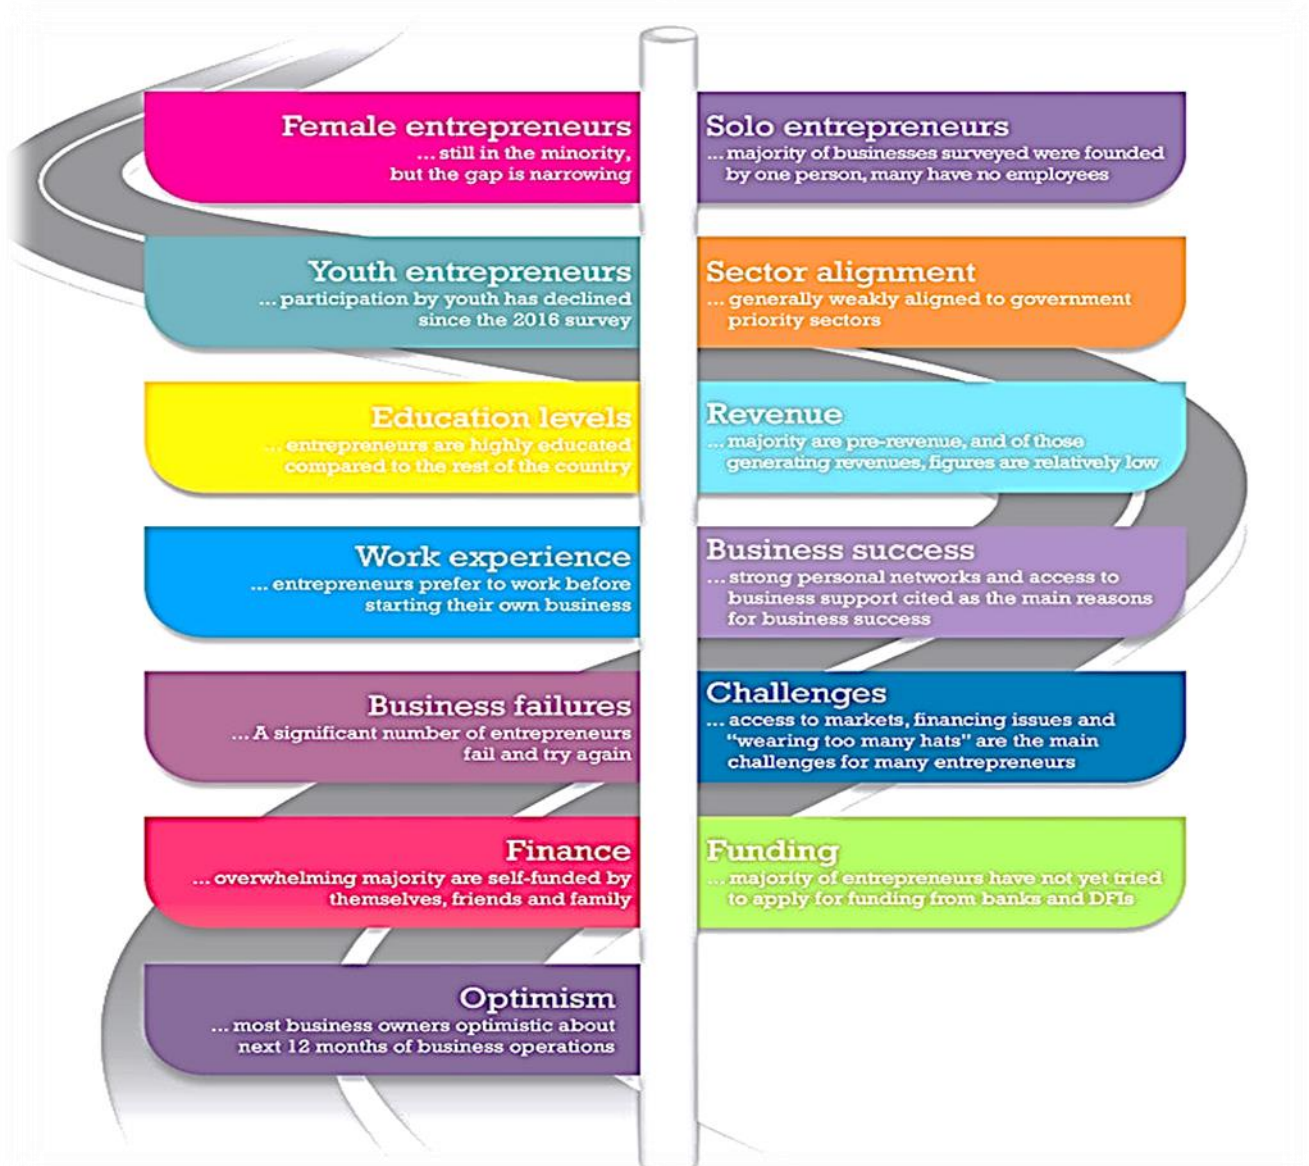 Female entrepreneurs
... still in the minority,
but the gap is narrowing
Solo entrepreneurs
... majority of businesses surveyed were founded
by one person, many have no employees
Youth entrepreneurs
... participation by youth has declined
since the 2016 survey
Sector alignment
... generally weakly aligned to government
priority sectors
Education levels
... entrepreneurs are highly educated
compared to the rest of the country
Revenue
... majority are pre-revenue, and of those
generating revenues, figures are relatively low
Work experience
... entrepreneurs prefer to work before
starting their own business
Business success
... strong personal networks and access to
business support cited as the main reasons
for business success
Business failures
... A significant number of entrepreneurs
fail and try again
Challenges
... access to markets, financing issues and
“wearing too many hats” are the main
challenges for many entrepreneurs
Finance
... overwhelming majority are self-funded by
themselves, friends and family
Funding
... majority of entrepreneurs have not yet tried
to apply for funding from banks and DFIs
Optimism
... most business owners optimistic about
next 12 months of business operations